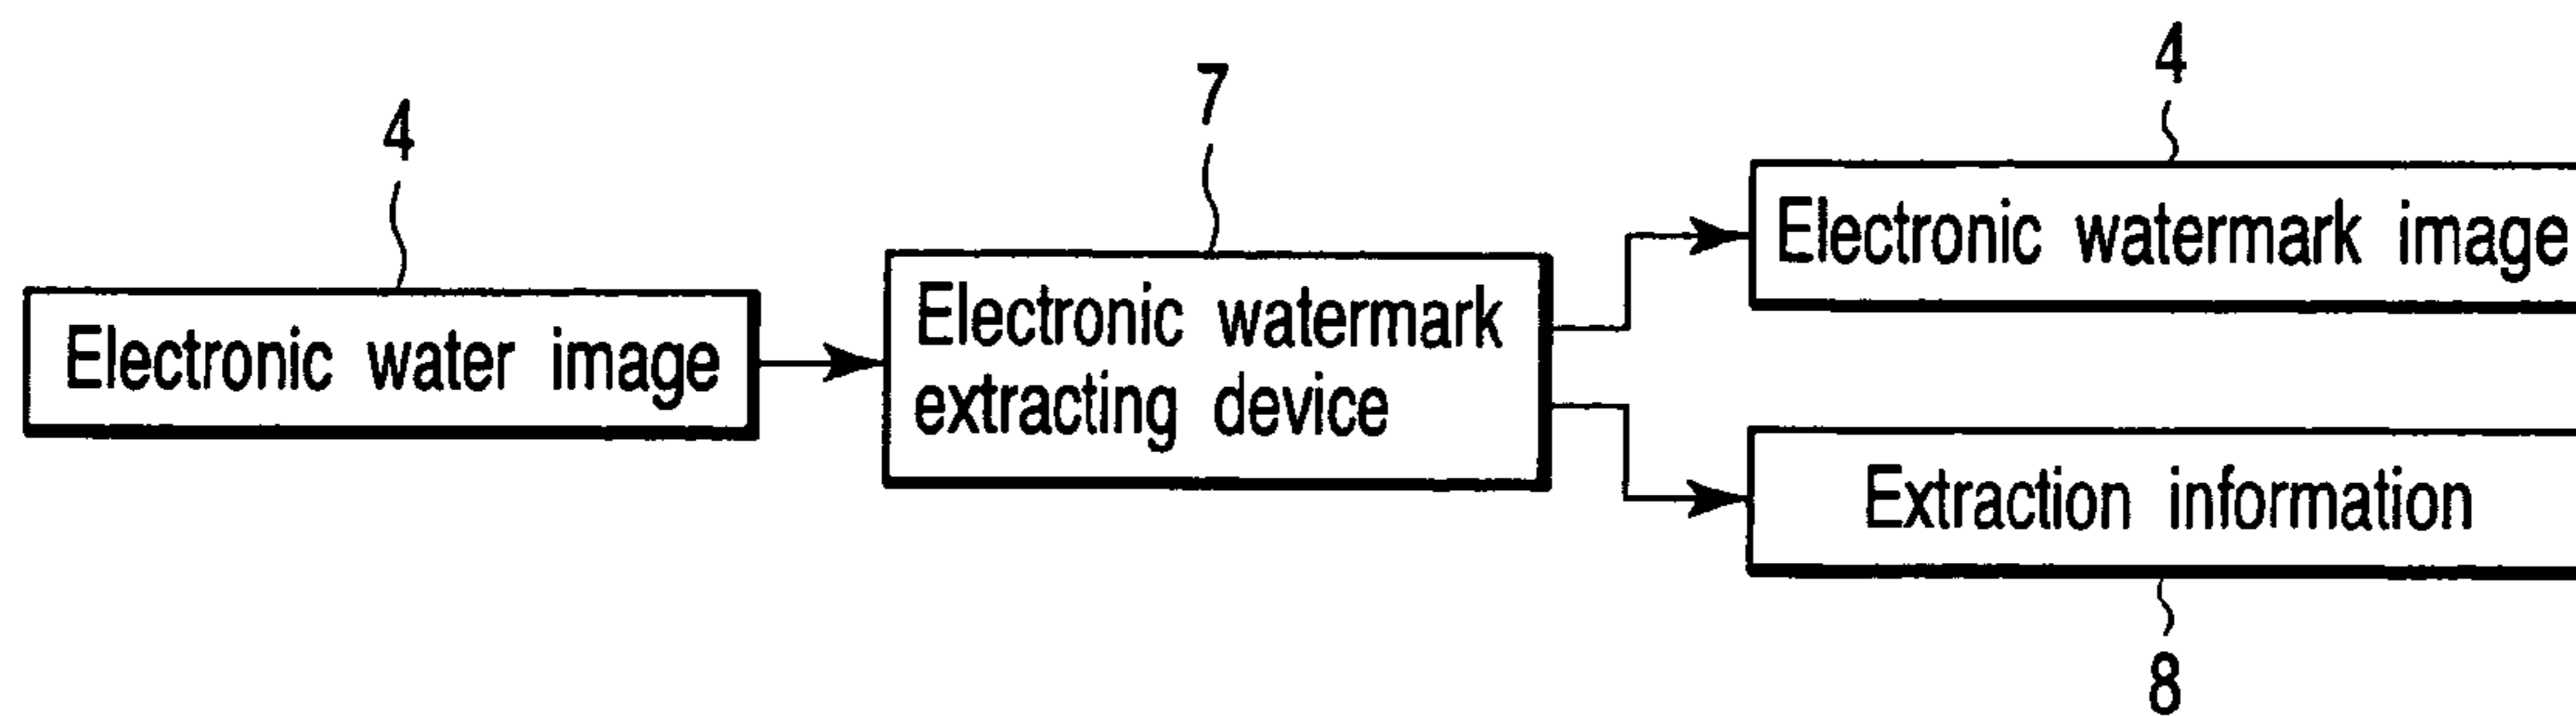 4
Electronic water image
7
Electronic watermark
extracting device
4
Electronic watermark image
Extraction information
8